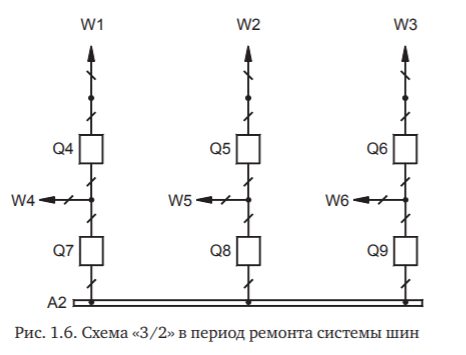 W1 W2 W3
Q4 Q5 Q6
W4 W5 W6
Q7 Q8 Q9
A2
Рис. 1.6. Схема «3/2» в период ремонта системы шин